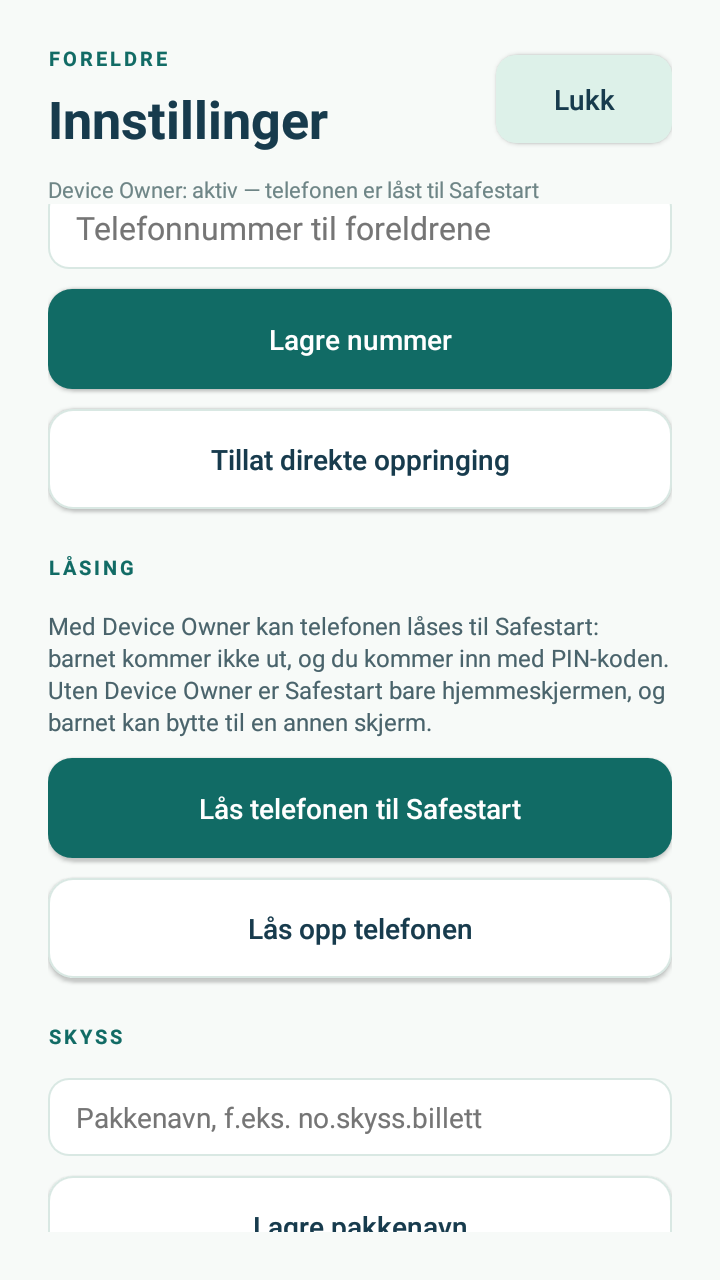 FORELDRE
Innstillinger
Lukk
Device Owner: aktiv — telefonen er låst til Safestart
Telefonnummer til foreldrene
Lagre nummer
Tillat direkte oppringing
LÅSING
Med Device Owner kan telefonen låses til Safestart:
barnet kommer ikke ut, og du kommer inn med PIN-koden.
Uten Device Owner er Safestart bare hjemmeskjermen, og
barnet kan bytte til en annen skjerm.
Lås telefonen til Safestart
Lås opp telefonen
SKYSS
Pakkenavn, f.eks. no.skyss.billett
Lagre pakkenavn